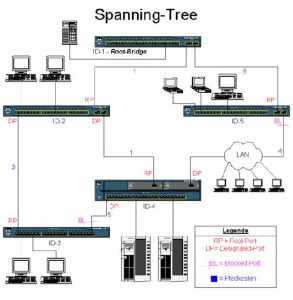 Spanning-Tree
ID-1 - Root-Bridge
1
6
RP
DP
DP
ID-2
ID-5
RP
BL
3
1
LAN
4
RP
DP
ID-4
RP
BL
5
DP
ID-3
Legende
RP = Root-Port
DP= Designated-Port
BL = Blocked Port
= Pfadkosten